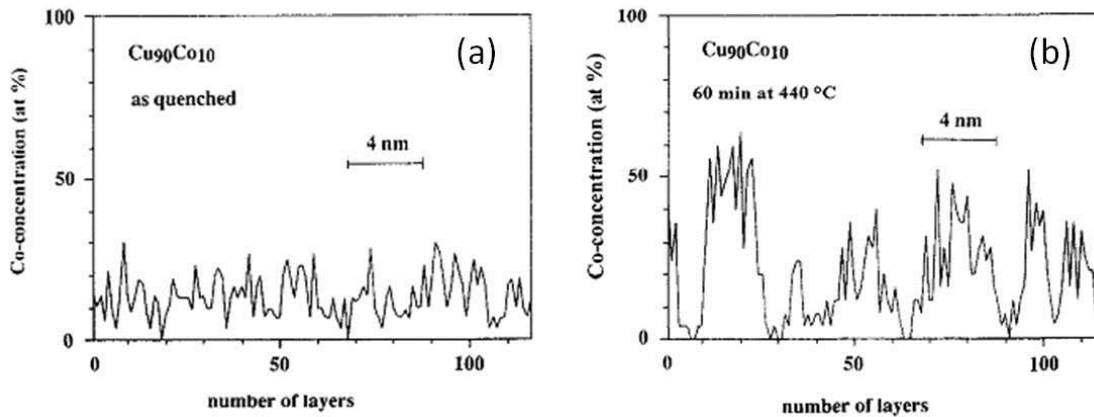 100
Cu90Co10
(a)
as quenched
4 nm
50
0
Co-concentration (at %)
0
50
100
number of layers
100
Cu90Co10
(b)
60 min at 440 °C
4 nm
50
0
Co-concentration (at %)
50
100
number of layers